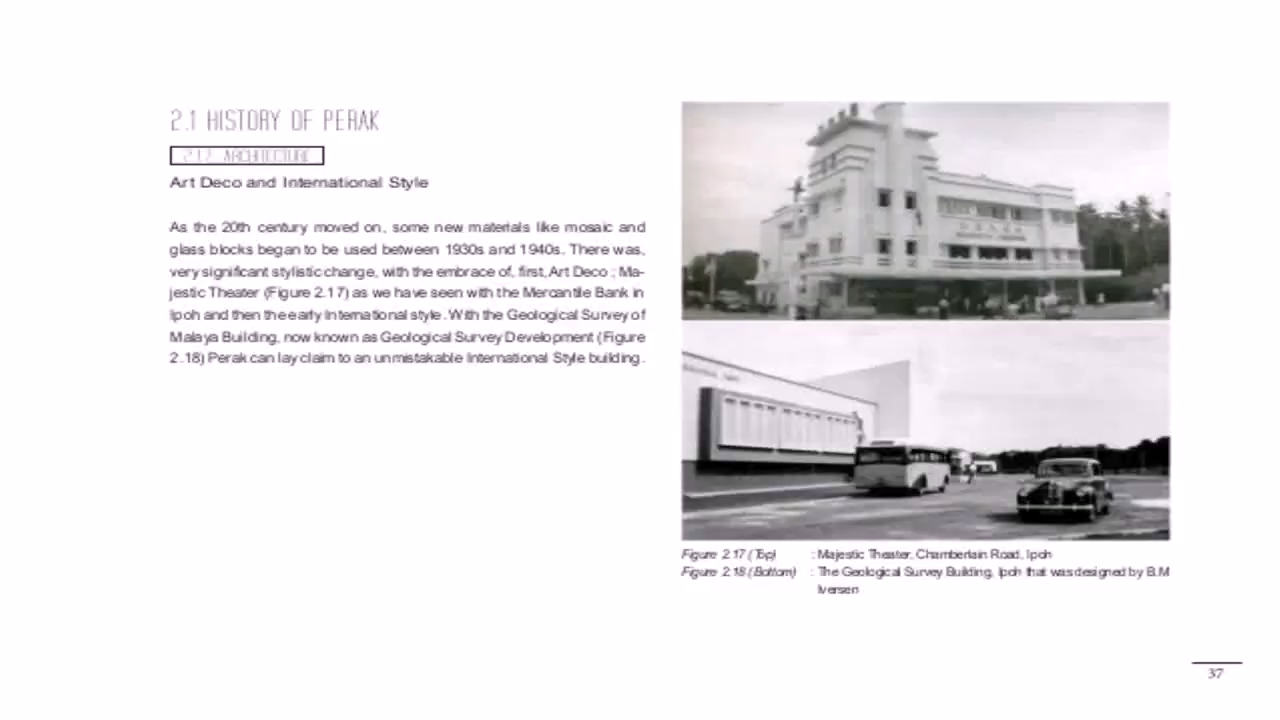 2.1 HISTORY OF PERAK
2.1.7 ARCHITECTURE
Art Deco and International Style
As the 20th century moved on, some new materials like mosaic and
glass blocks began to be used between 1930s and 1940s. There was,
very significant stylistic change, with the embrace of, first, Art Deco ; Ma-
jestic Theater (Figure 2.17) as we have seen with the Mercantile Bank in
Ipoh and then the early International style. With the Geological Survey of
Malaya Building, now known as Geological Survey Development (Figure
2.18) Perak can lay claim to an unmistakable International Style building.
Figure 2.17 (Top) : Majestic Theater, Chamberlain Road, Ipoh
Figure 2.18 (Bottom) : The Geological Survey Building, Ipoh that was designed by B.M
Iversen
37